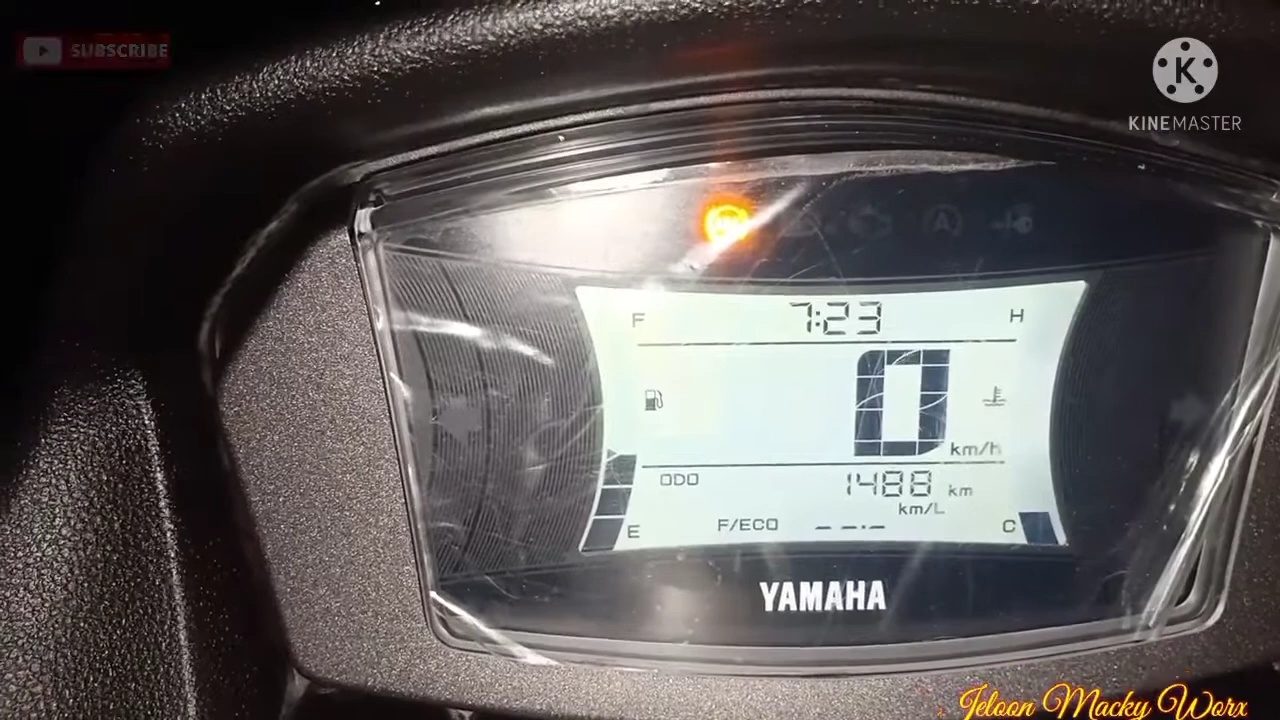 SUBSCRIBE
K
KINEMASTER
A
F 7:23 H
0
km/h
ODO 1488 km
km/L
E F/ECO --.- C
YAMAHA
Jeloon Macky Worx